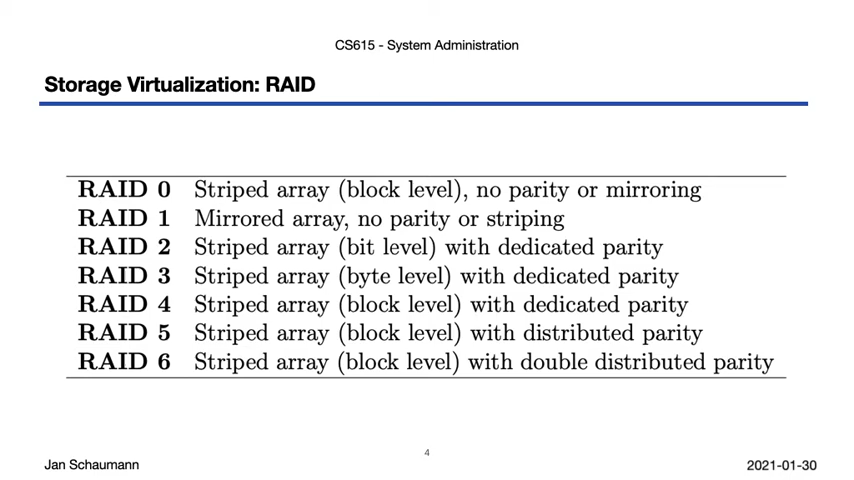 CS615 - System Administration
Storage Virtualization: RAID
RAID 0 Striped array (block level), no parity or mirroring
RAID 1 Mirrored array, no parity or striping
RAID 2 Striped array (bit level) with dedicated parity
RAID 3 Striped array (byte level) with dedicated parity
RAID 4 Striped array (block level) with dedicated parity
RAID 5 Striped array (block level) with distributed parity
RAID 6 Striped array (block level) with double distributed parity
4
Jan Schaumann 2021-01-30